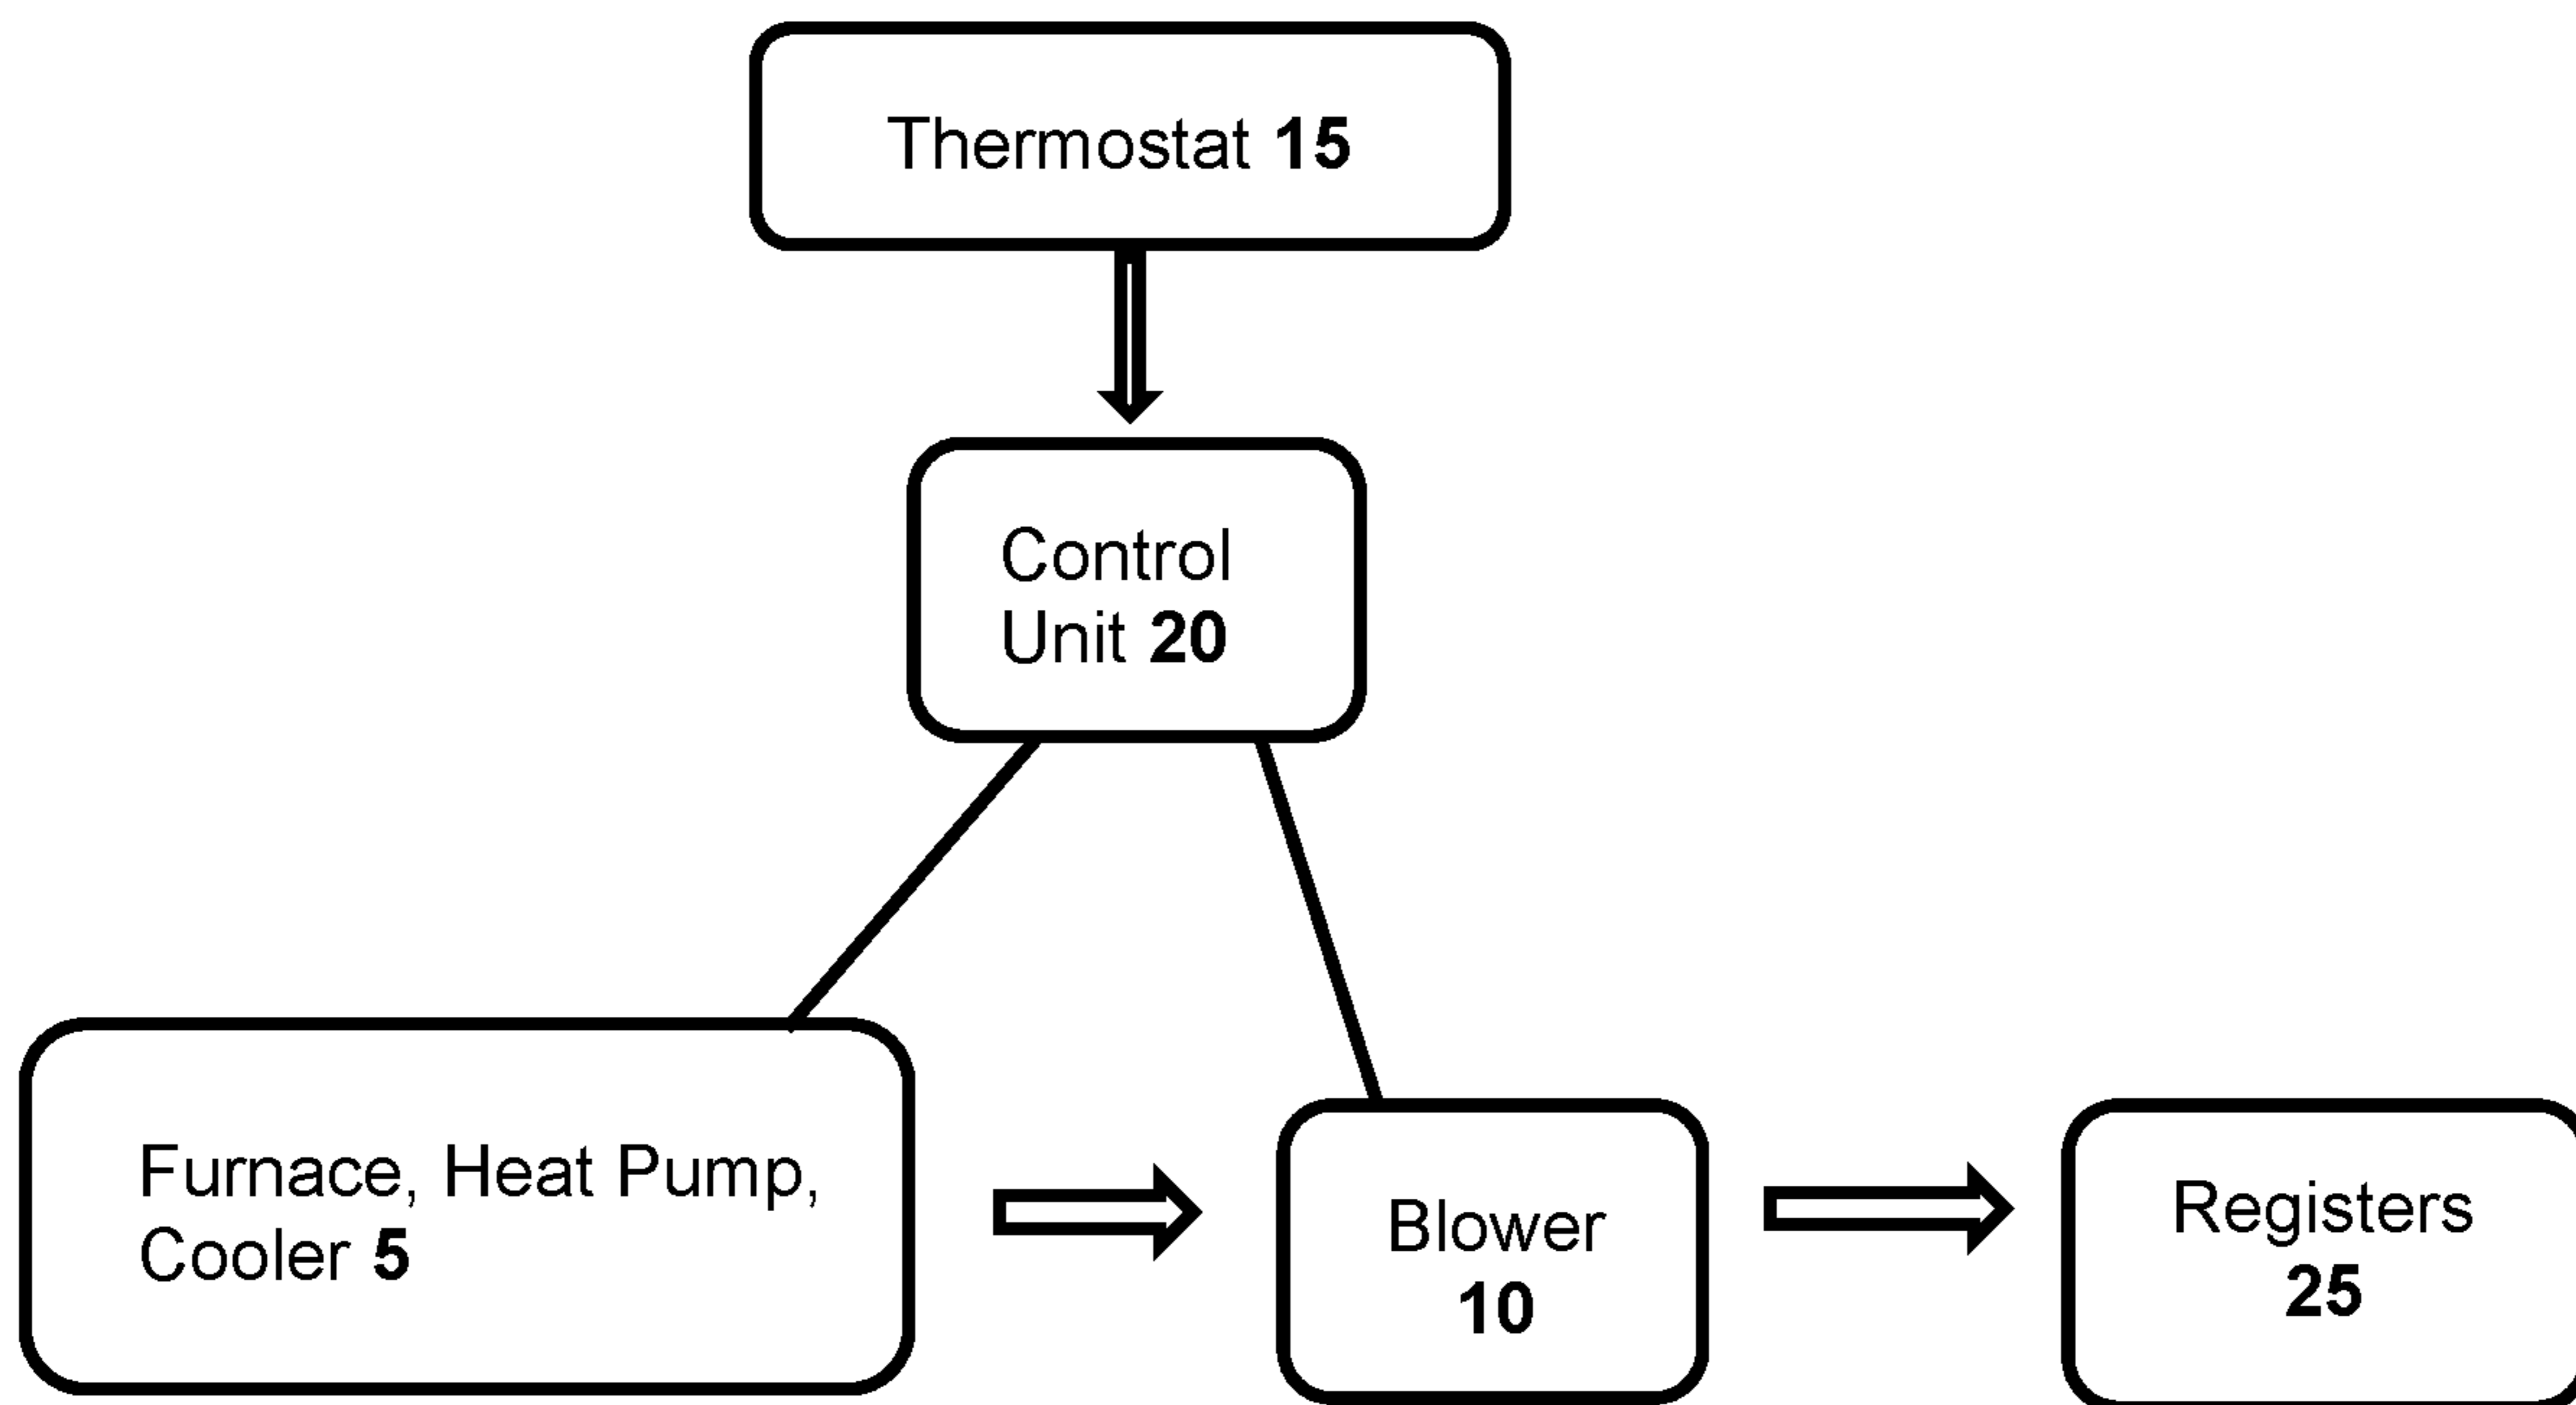 Thermostat 15
Control
Unit 20
Furnace, Heat Pump,
Cooler 5
Blower
10
Registers
25